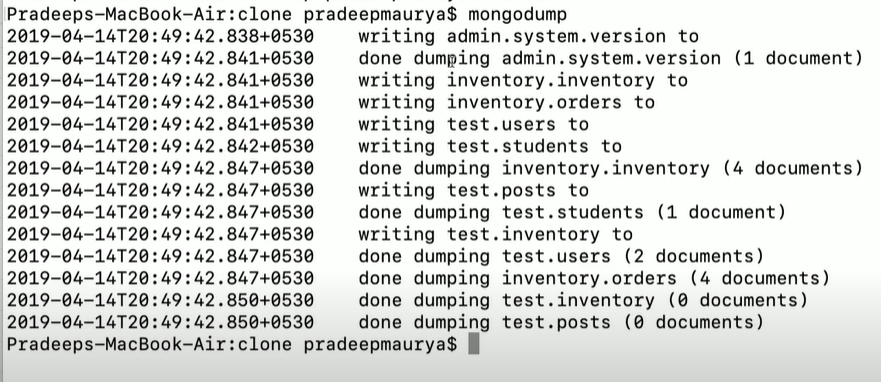 Pradeeps-MacBook-Air:clone pradeepmaurya$ mongodump
2019-04-14T20:49:42.838+0530    writing admin.system.version to
2019-04-14T20:49:42.841+0530    done dumping admin.system.version (1 document)
2019-04-14T20:49:42.841+0530    writing inventory.inventory to
2019-04-14T20:49:42.841+0530    writing inventory.orders to
2019-04-14T20:49:42.841+0530    writing test.users to
2019-04-14T20:49:42.842+0530    writing test.students to
2019-04-14T20:49:42.847+0530    done dumping inventory.inventory (4 documents)
2019-04-14T20:49:42.847+0530    writing test.posts to
2019-04-14T20:49:42.847+0530    done dumping test.students (1 document)
2019-04-14T20:49:42.847+0530    writing test.inventory to
2019-04-14T20:49:42.847+0530    done dumping test.users (2 documents)
2019-04-14T20:49:42.847+0530    done dumping inventory.orders (4 documents)
2019-04-14T20:49:42.850+0530    done dumping test.inventory (0 documents)
2019-04-14T20:49:42.850+0530    done dumping test.posts (0 documents)
Pradeeps-MacBook-Air:clone pradeepmaurya$